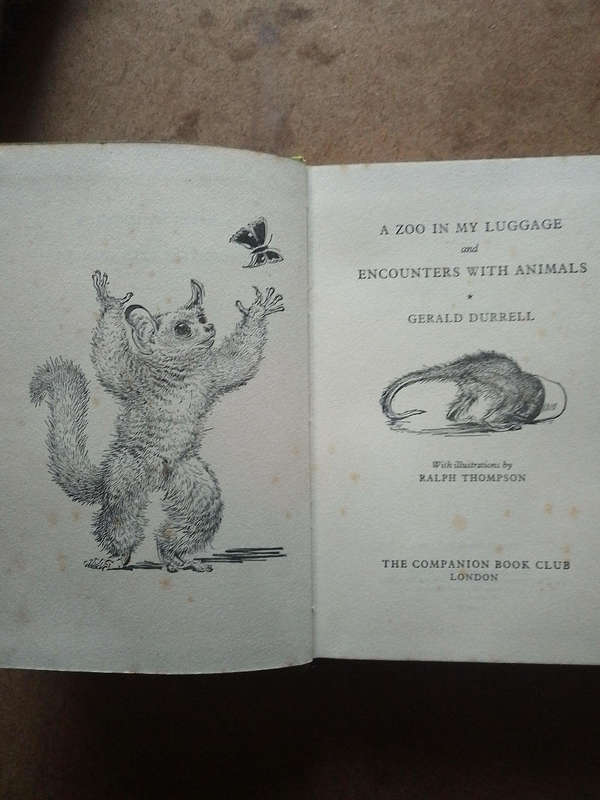 A ZOO IN MY LUGGAGE
and
ENCOUNTERS WITH ANIMALS
GERALD DURRELL
With illustrations by
RALPH THOMPSON
THE COMPANION BOOK CLUB
LONDON